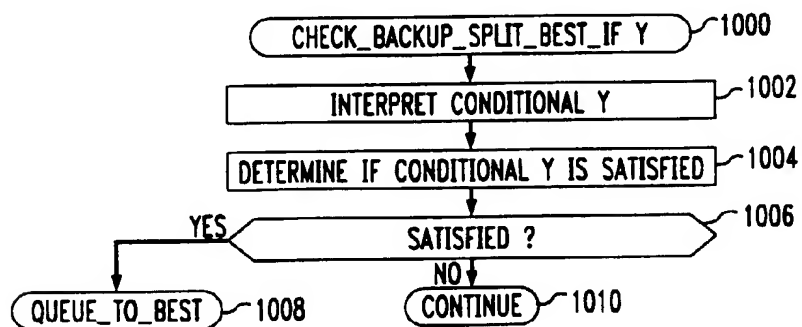 CHECK_BACKUP_SPLIT_BEST_IF Y 1000
INTERPRET CONDITIONAL Y 1002
DETERMINE IF CONDITIONAL Y IS SATISFIED 1004
SATISFIED ? 1006
YES
NO
QUEUE_TO_BEST 1008
CONTINUE 1010